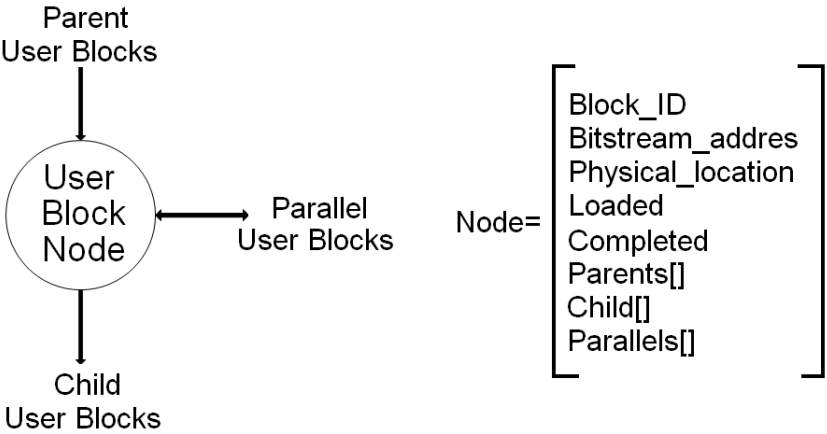 Parent
User Blocks
User
Block
Node
Parallel
User Blocks
Child
User Blocks
Node=
Block_ID
Bitstream_addres
Physical_location
Loaded
Completed
Parents[]
Child[]
Parallels[]